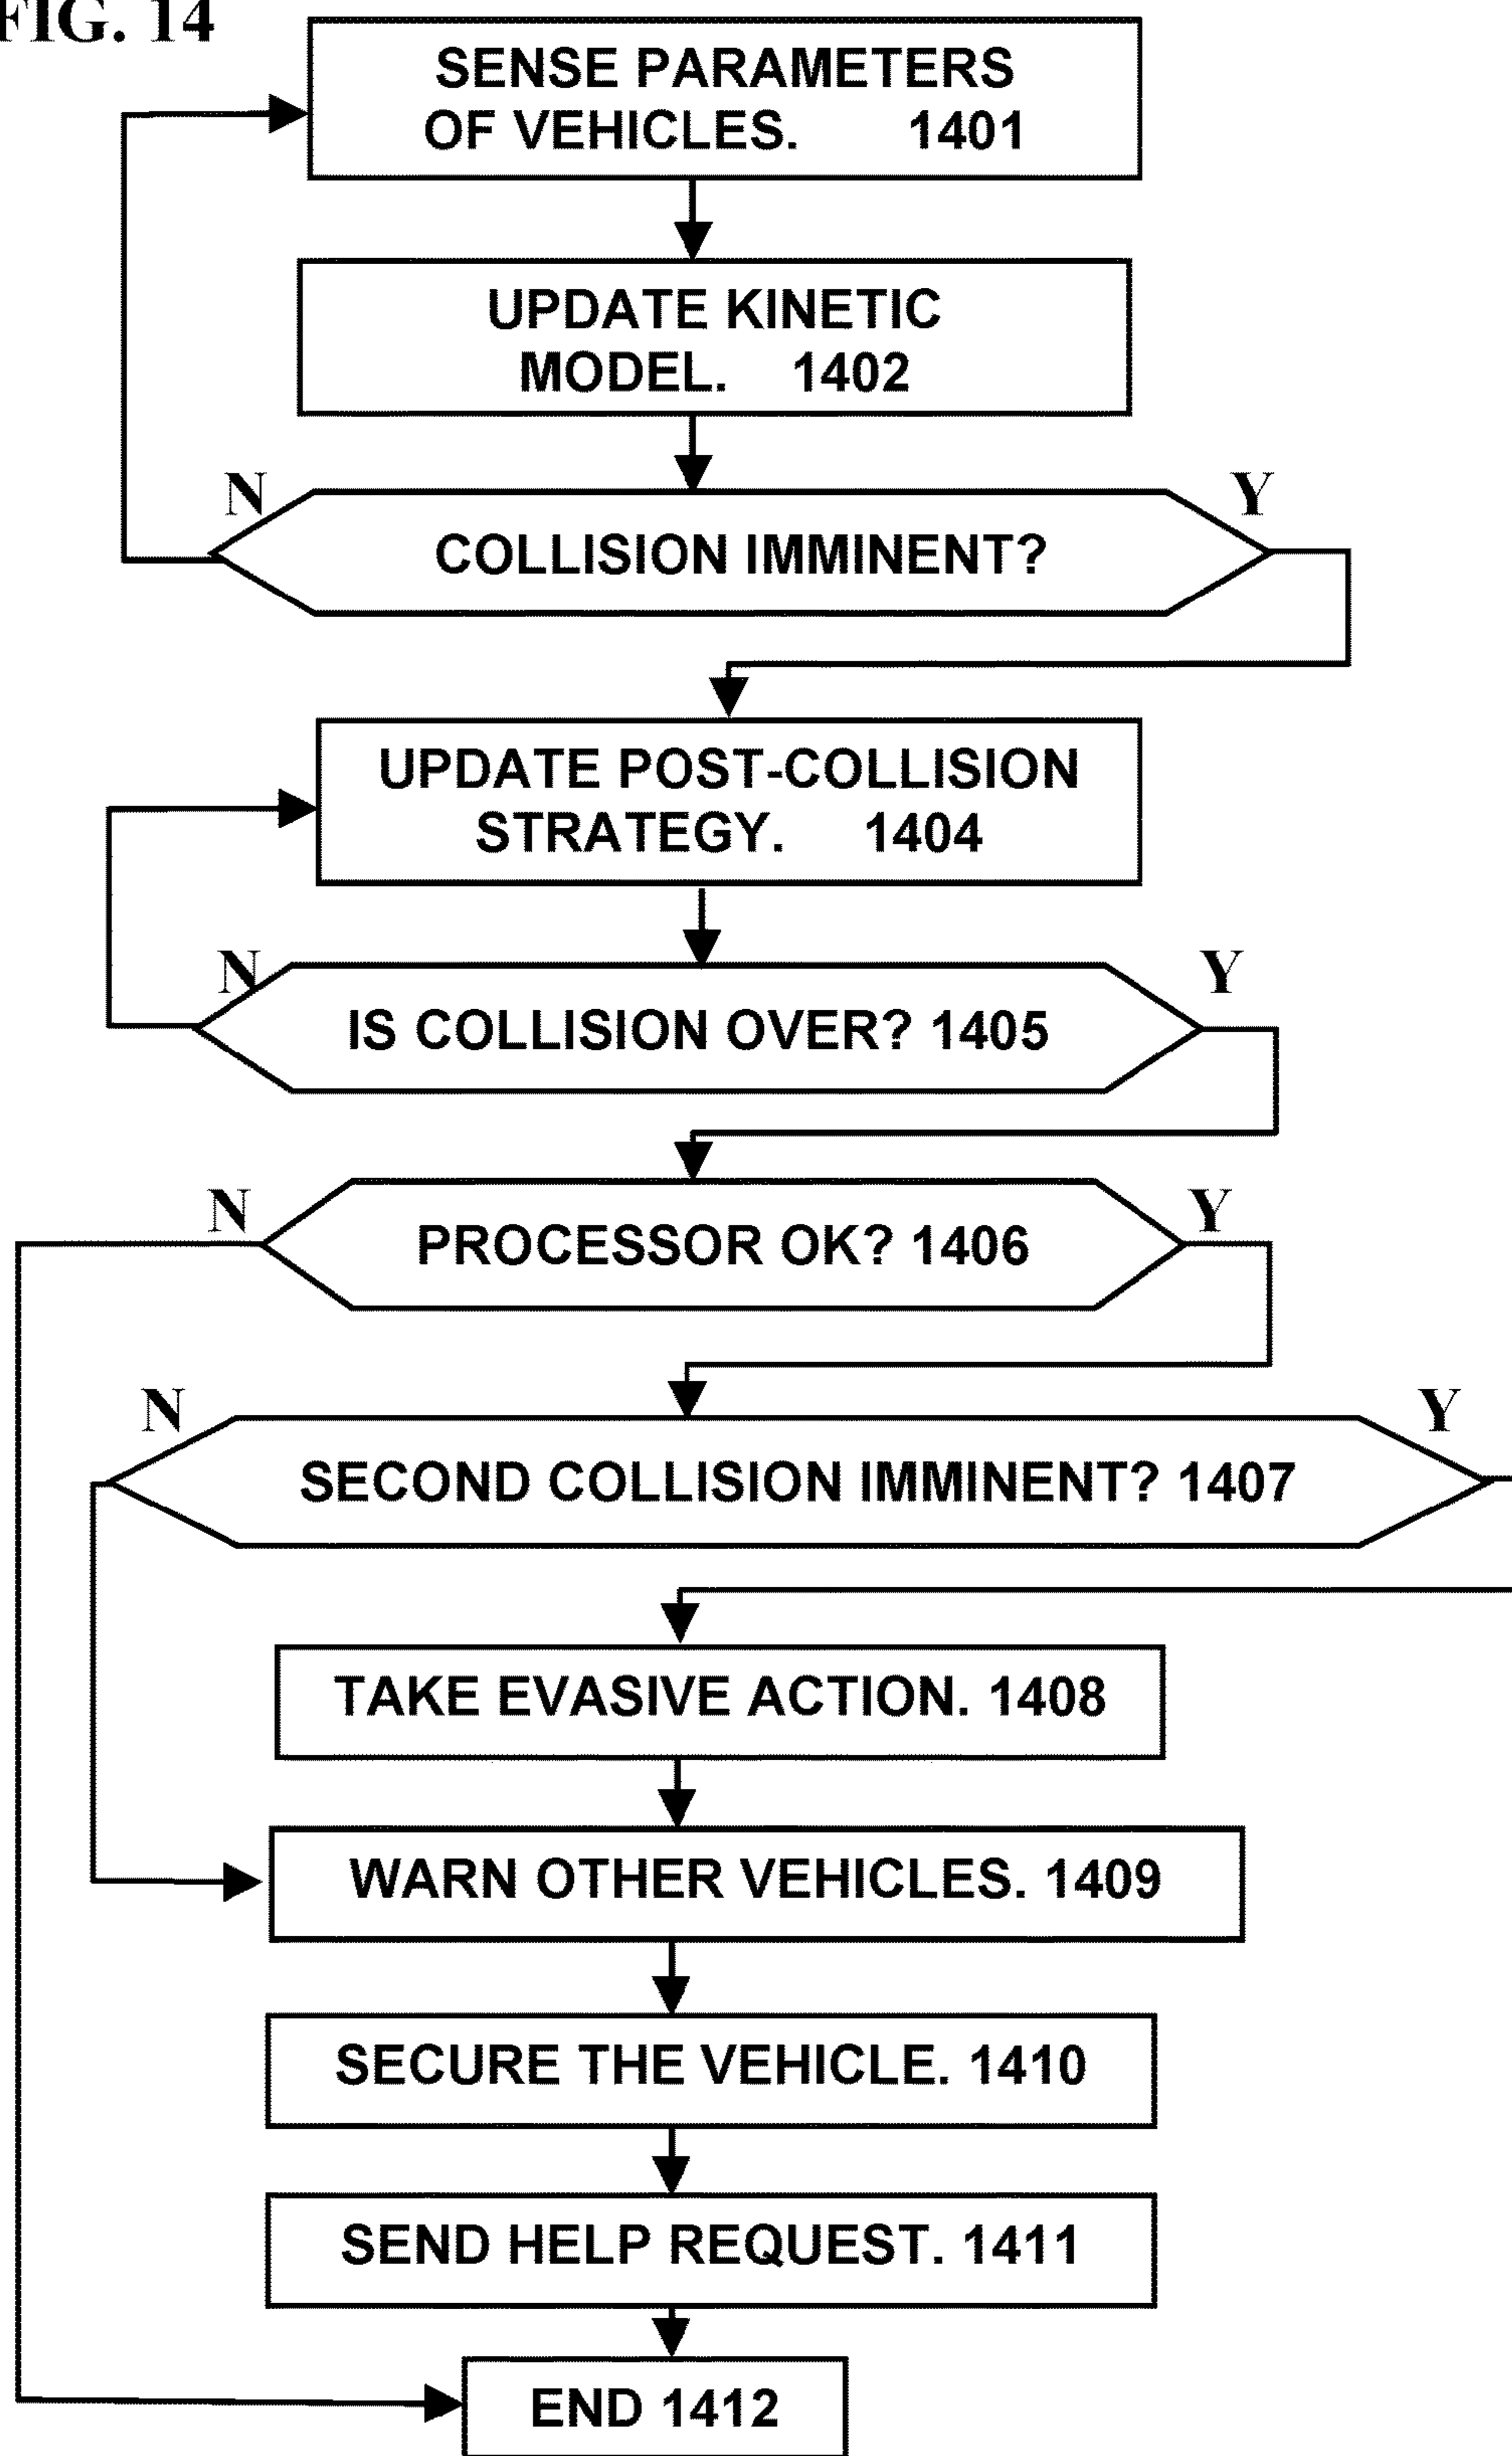 FIG. 14
SENSE PARAMETERS
OF VEHICLES. 1401
UPDATE KINETIC
MODEL. 1402
N
Y
COLLISION IMMINENT?
UPDATE POST-COLLISION
STRATEGY. 1404
N
Y
IS COLLISION OVER? 1405
N
Y
PROCESSOR OK? 1406
N
Y
SECOND COLLISION IMMINENT? 1407
TAKE EVASIVE ACTION. 1408
WARN OTHER VEHICLES. 1409
SECURE THE VEHICLE. 1410
SEND HELP REQUEST. 1411
END 1412